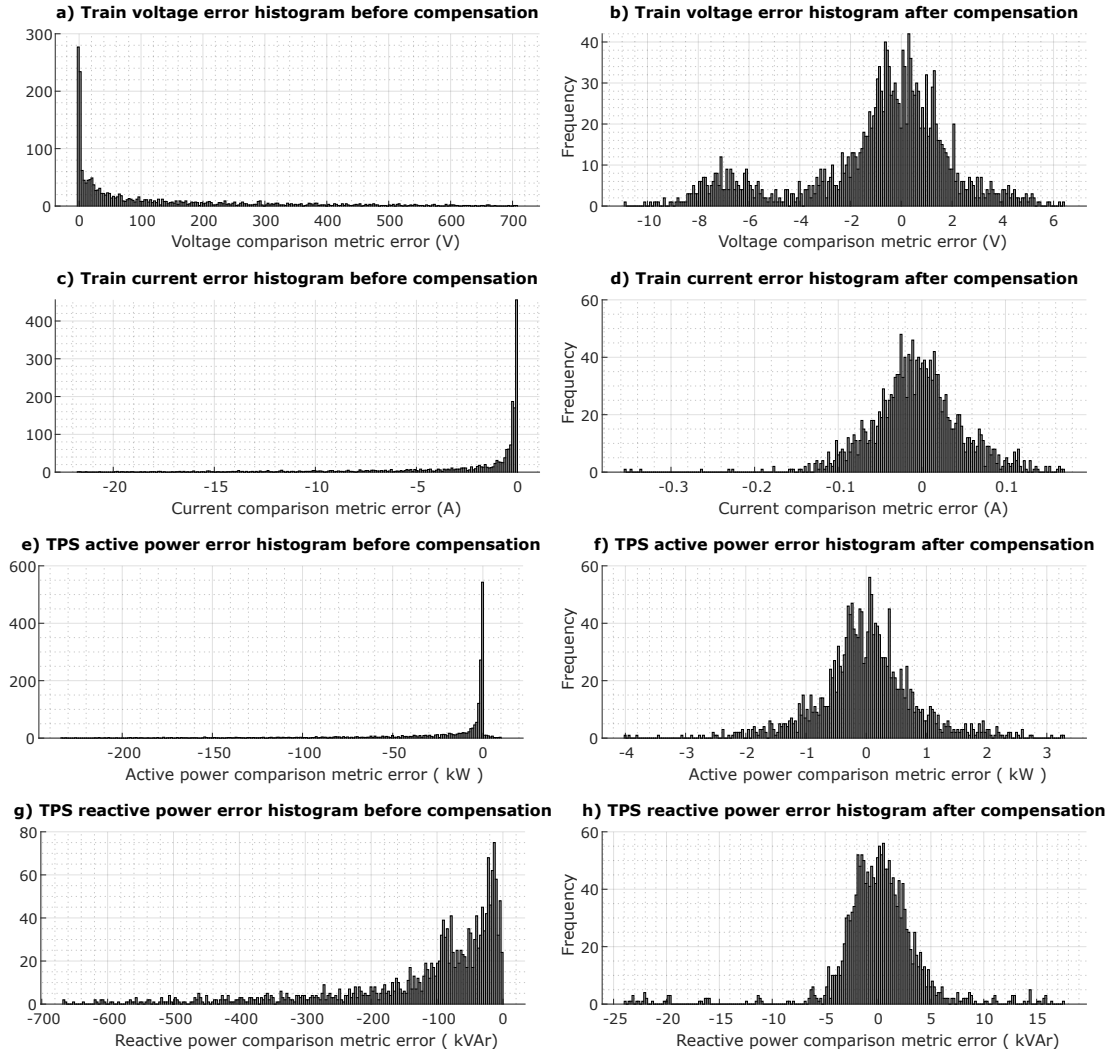 a) Train voltage error histogram before compensation
300
200
100
0
0 100 200 300 400 500 600 700
Voltage comparison metric error (V)
b) Train voltage error histogram after compensation
Frequency
40
30
20
10
0
-10 -8 -6 -4 -2 0 2 4 6
Voltage comparison metric error (V)
c) Train current error histogram before compensation
400
300
200
100
0
-20 -15 -10 -5 0
Current comparison metric error (A)
d) Train current error histogram after compensation
Frequency
60
40
20
0
-0.3 -0.2 -0.1 0 0.1
Current comparison metric error (A)
e) TPS active power error histogram before compensation
600
400
200
0
-200 -150 -100 -50 0
Active power comparison metric error ( kW )
f) TPS active power error histogram after compensation
Frequency
60
40
20
0
-4 -3 -2 -1 0 1 2 3
Active power comparison metric error ( kW )
g) TPS reactive power error histogram before compensation
80
60
40
20
0
-700 -600 -500 -400 -300 -200 -100 0
Reactive power comparison metric error ( kVAr)
h) TPS reactive power error histogram after compensation
Frequency
60
40
20
0
-25 -20 -15 -10 -5 0 5 10 15
Reactive power comparison metric error ( kVAr)